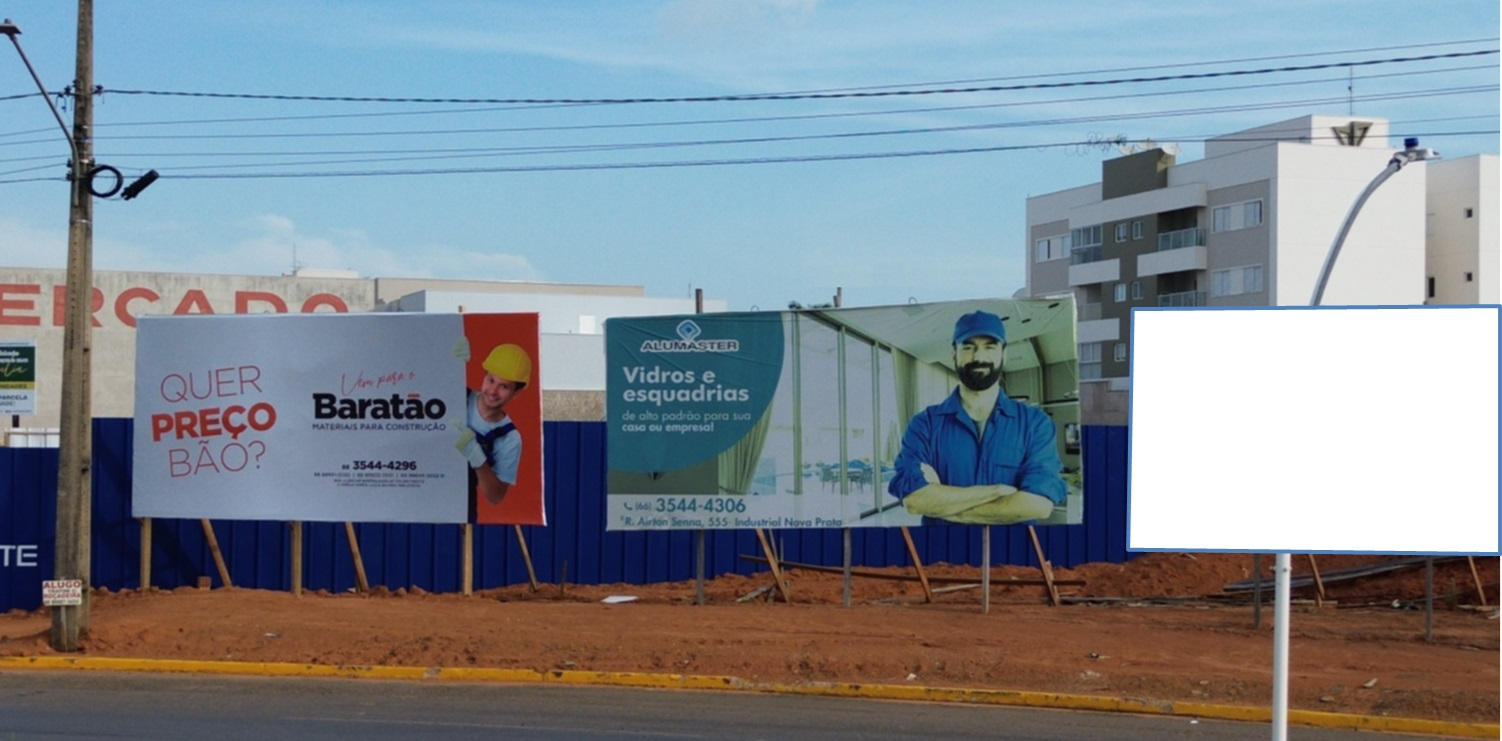 ERCADO
PARCELA
QUER
PREÇO
BÃO?
Vem para o
Baratão
MATERIAIS PARA CONSTRUÇÃO
3544-4296
ALUMASTER
Vidros e
esquadrias
de alto padrão para sua
casa ou empresa!
(66) 3544-4306
R. Airton Senna, 555- Industrial Nova Prata
TE
ALUGO